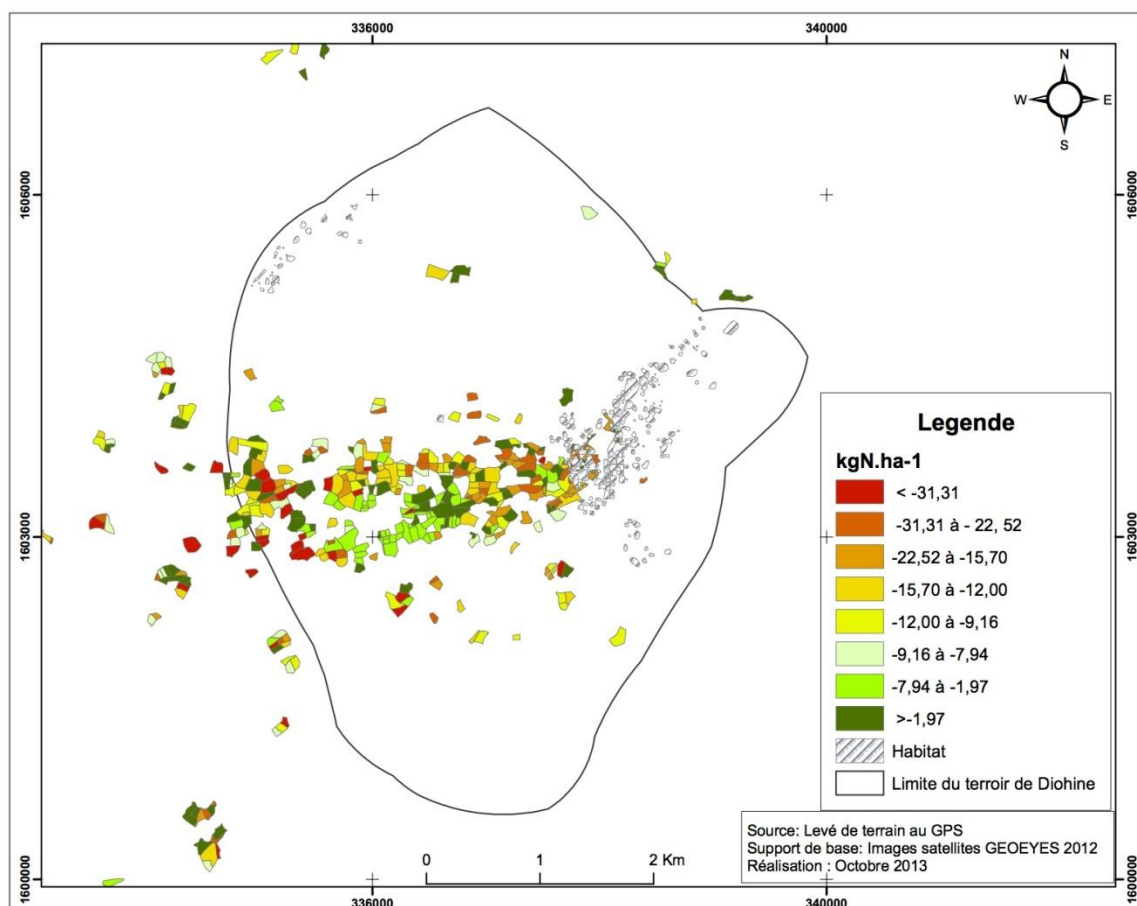 336000
340000
N
W
E
S
1606000
1606000
1603000
1603000
1600000
1600000
Legende
kgN.ha-1
< -31,31
-31,31 à - 22, 52
-22,52 à -15,70
-15,70 à -12,00
-12,00 à -9,16
-9,16 à -7,94
-7,94 à -1,97
>-1,97
Habitat
Limite du terroir de Diohine
Source: Levé de terrain au GPS
Support de base: Images satellites GEOEYES 2012
Réalisation : Octobre 2013
0
1
2 Km
336000
340000